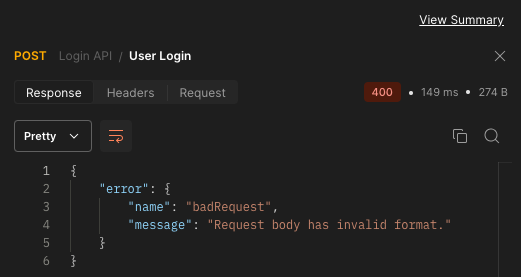 View Summary
POST Login API / User Login
Response Headers Request 400 • 149 ms • 274 B
Pretty
1 {
2     "error": {
3         "name": "badRequest",
4         "message": "Request body has invalid format."
5     }
6 }